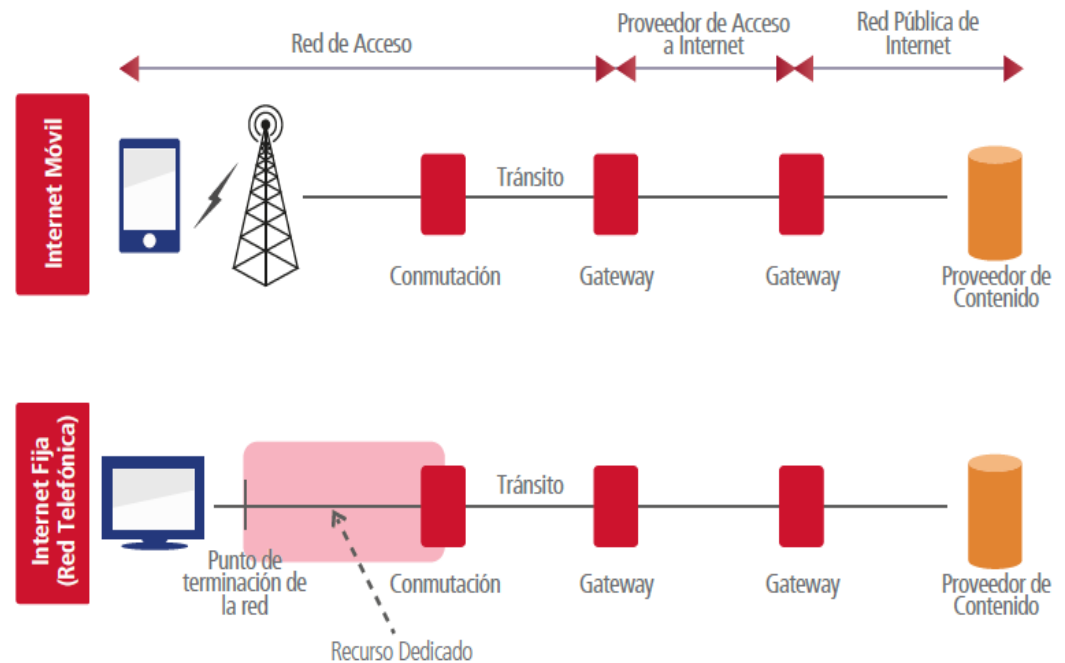 Red de Acceso
Proveedor de Acceso
a Internet
Red Pública de
Internet
Internet Móvil
Tránsito
Conmutación
Gateway
Gateway
Proveedor de
Contenido
Internet Fija
(Red Telefónica)
Tránsito
Punto de
terminación de
la red
Conmutación
Gateway
Gateway
Proveedor de
Contenido
Recurso Dedicado